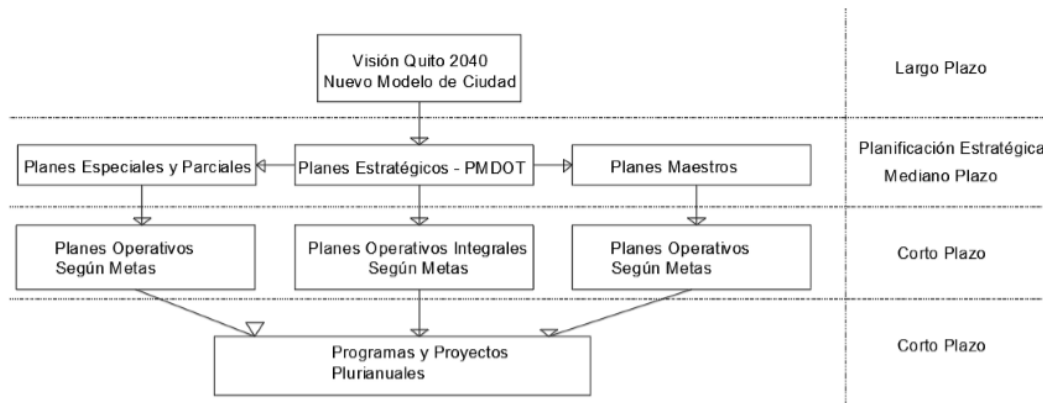 Visión Quito 2040
Nuevo Modelo de Ciudad
Largo Plazo
Planes Especiales y Parciales
Planes Estratégicos - PMDOT
Planes Maestros
Planificación Estratégica
Mediano Plazo
Planes Operativos
Según Metas
Planes Operativos Integrales
Según Metas
Planes Operativos
Según Metas
Corto Plazo
Programas y Proyectos
Plurianuales
Corto Plazo